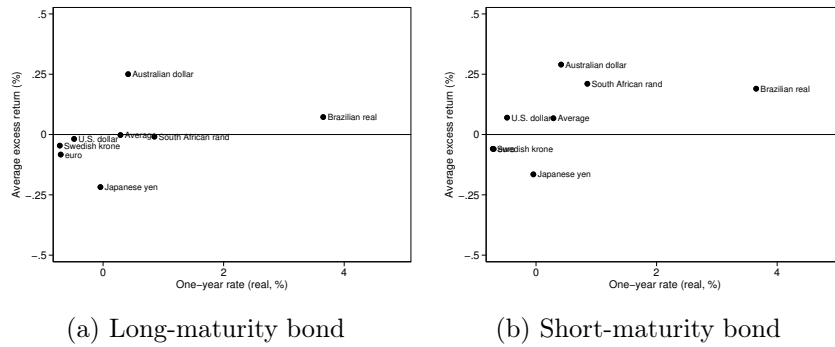 .5
.25
0
-.25
-.5
Average excess return (%)
Australian dollar
Brazilian real
Average
South African rand
U.S. dollar
Swedish krone
euro
Japanese yen
0 2 4
One-year rate (real, %)
(a) Long-maturity bond
.5
.25
0
-.25
-.5
Average excess return (%)
Australian dollar
South African rand
Brazilian real
U.S. dollar
Average
Swedish krone
euro
Japanese yen
0 2 4
One-year rate (real, %)
(b) Short-maturity bond